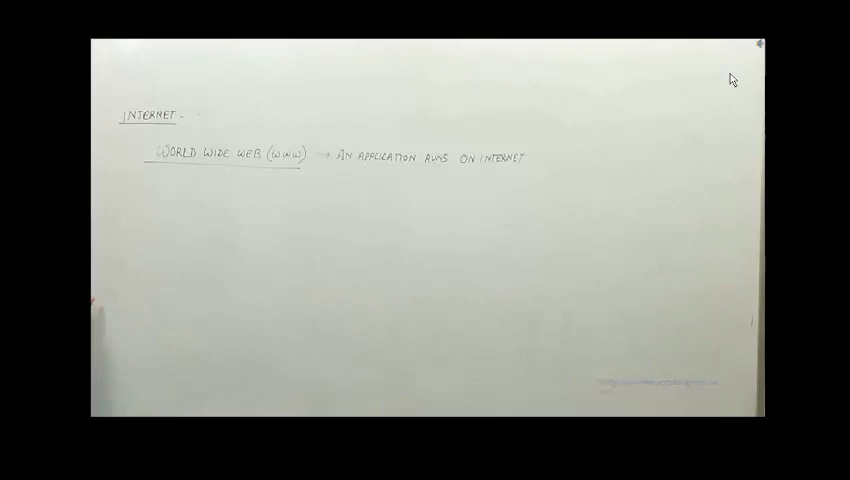 INTERNET -
WORLD WIDE WEB (WWW) → AN APPLICATION RUNS ON INTERNET